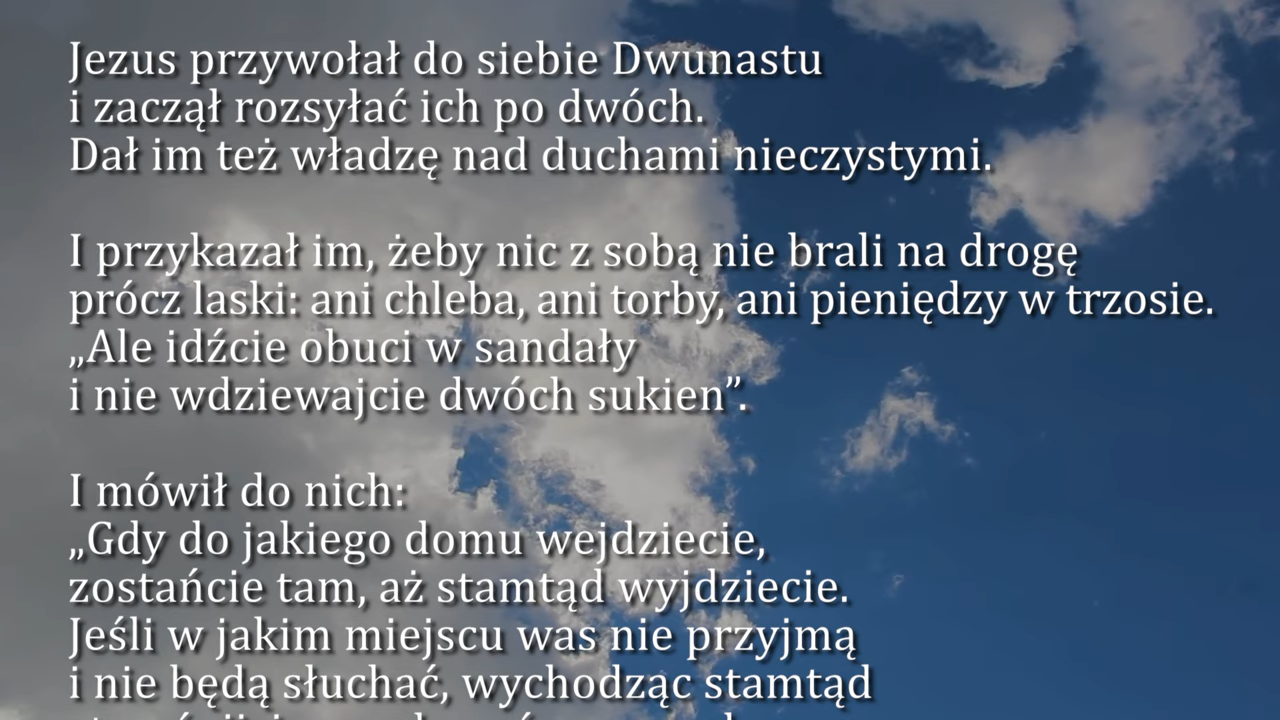 Jezus przywołał do siebie Dwunastu
i zaczął rozsyłać ich po dwóch.
Dał im też władzę nad duchami nieczystymi.
I przykazał im, żeby nic z sobą nie brali na drogę
prócz laski: ani chleba, ani torby, ani pieniędzy w trzosie.
„Ale idźcie obuci w sandały
i nie wdziewajcie dwóch sukien”.
I mówił do nich:
„Gdy do jakiego domu wejdziecie,
zostańcie tam, aż stamtąd wyjdziecie.
Jeśli w jakim miejscu was nie przyjmą
i nie będą słuchać, wychodząc stamtąd